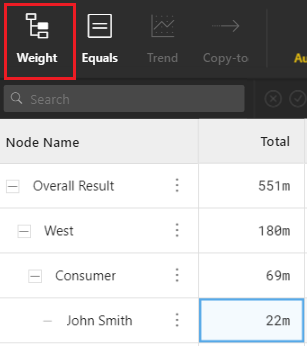 Weight Equals Trend Copy-to Au
Search
Node Name Total
Overall Result 551m
West 180m
Consumer 69m
John Smith 22m